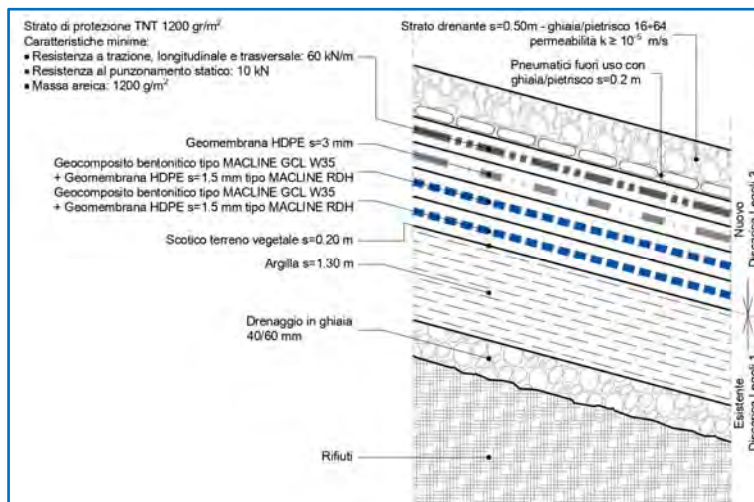 Strato di protezione TNT 1200 gr/m²
Caratteristiche minime:
• Resistenza a trazione, longitudinale e trasversale: 60 kN/m
• Resistenza al punzonamento statico: 10 kN
• Massa areica: 1200 g/m²
Strato drenante s=0.50m - ghiaia/pietrisco 16÷64
permeabilità k ≥ 10⁻⁵ m/s
Pneumatici fuori uso con
ghiaia/pietrisco s=0.2 m
Geomembrana HDPE s=3 mm
Geocomposito bentonitico tipo MACLINE GCL W35
+ Geomembrana HDPE s=1.5 mm tipo MACLINE RDH
Geocomposito bentonitico tipo MACLINE GCL W35
+ Geomembrana HDPE s=1.5 mm tipo MACLINE RDH
Scotico terreno vegetale s=0.20 m
Argilla s=1.30 m
Drenaggio in ghiaia
40/60 mm
Rifiuti
Nuovo
Discarica
Esistente
Discarica